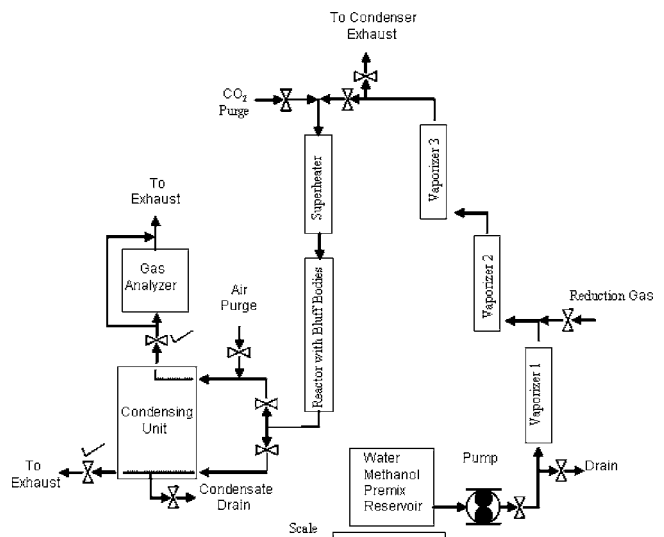 To Condenser
Exhaust
CO₂
Purge
Superheater
Vaporizer 3
To
Exhaust
Gas
Analyzer
Air
Purge
Reactor with Bluff Bodies
Vaporizer 2
Reduction Gas
Vaporizer 1
Condensing
Unit
To
Exhaust
Condensate
Drain
Water
Methanol
Premix
Reservoir
Pump
Drain
Scale